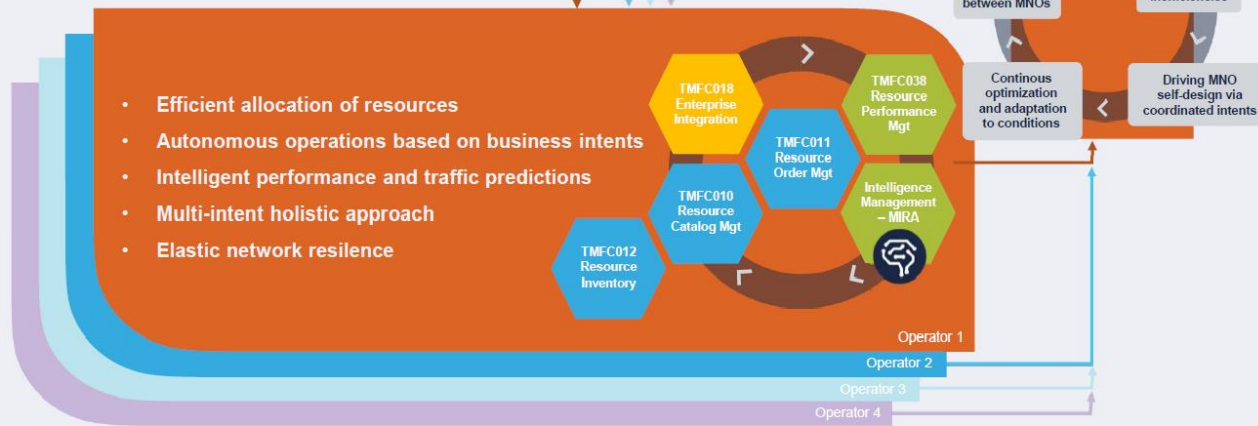 between MNOs
• Efficient allocation of resources
• Autonomous operations based on business intents
• Intelligent performance and traffic predictions
• Multi-intent holistic approach
• Elastic network resilence
TMFC018
Enterprise
Integration
TMFC038
Resource
Performance
Mgt
TMFC011
Resource
Order Mgt
TMFC010
Resource
Catalog Mgt
Intelligence
Management
– MIRA
TMFC012
Resource
Inventory
Continous
optimization
and adaptation
to conditions
Driving MNO
self-design via
coordinated intents
Operator 1
Operator 2
Operator 3
Operator 4